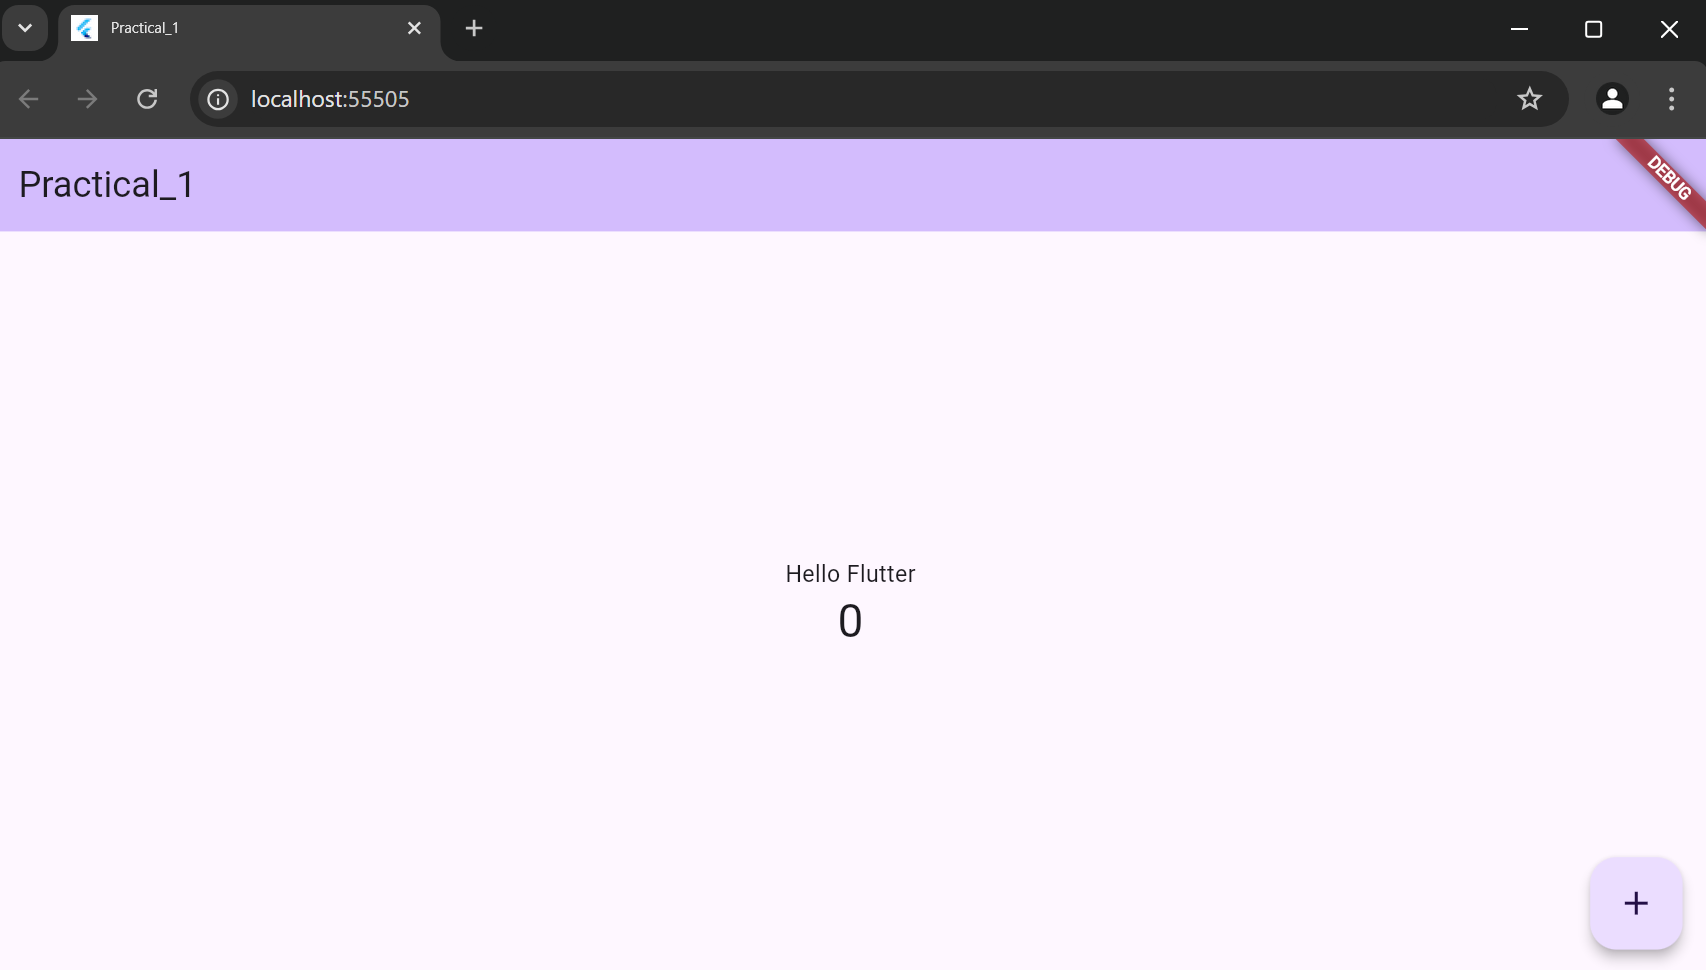 Practical_1
localhost:55505
Practical_1
DEBUG
Hello Flutter
0